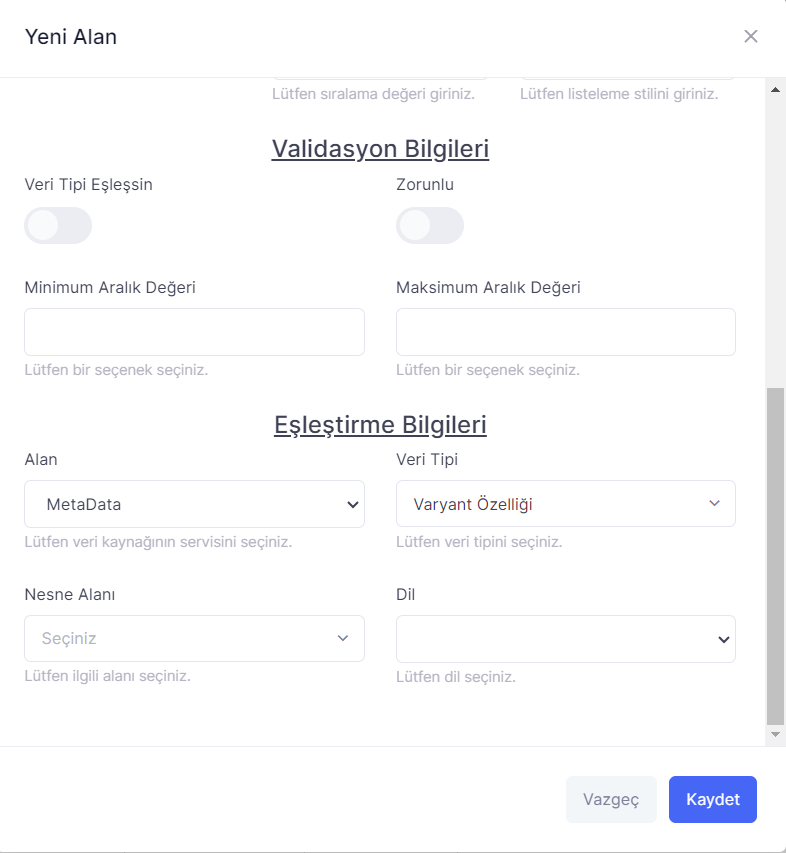 Yeni Alan
Lütfen sıralama değeri giriniz. Lütfen listeleme stilini giriniz.
Validasyon Bilgileri
Veri Tipi Eşleşsin Zorunlu
Minimum Aralık Değeri Maksimum Aralık Değeri
Lütfen bir seçenek seçiniz. Lütfen bir seçenek seçiniz.
Eşleştirme Bilgileri
Alan Veri Tipi
MetaData Varyant Özelliği
Lütfen veri kaynağının servisini seçiniz. Lütfen veri tipini seçiniz.
Nesne Alanı Dil
Seçiniz
Lütfen ilgili alanı seçiniz. Lütfen dil seçiniz.
Vazgeç Kaydet